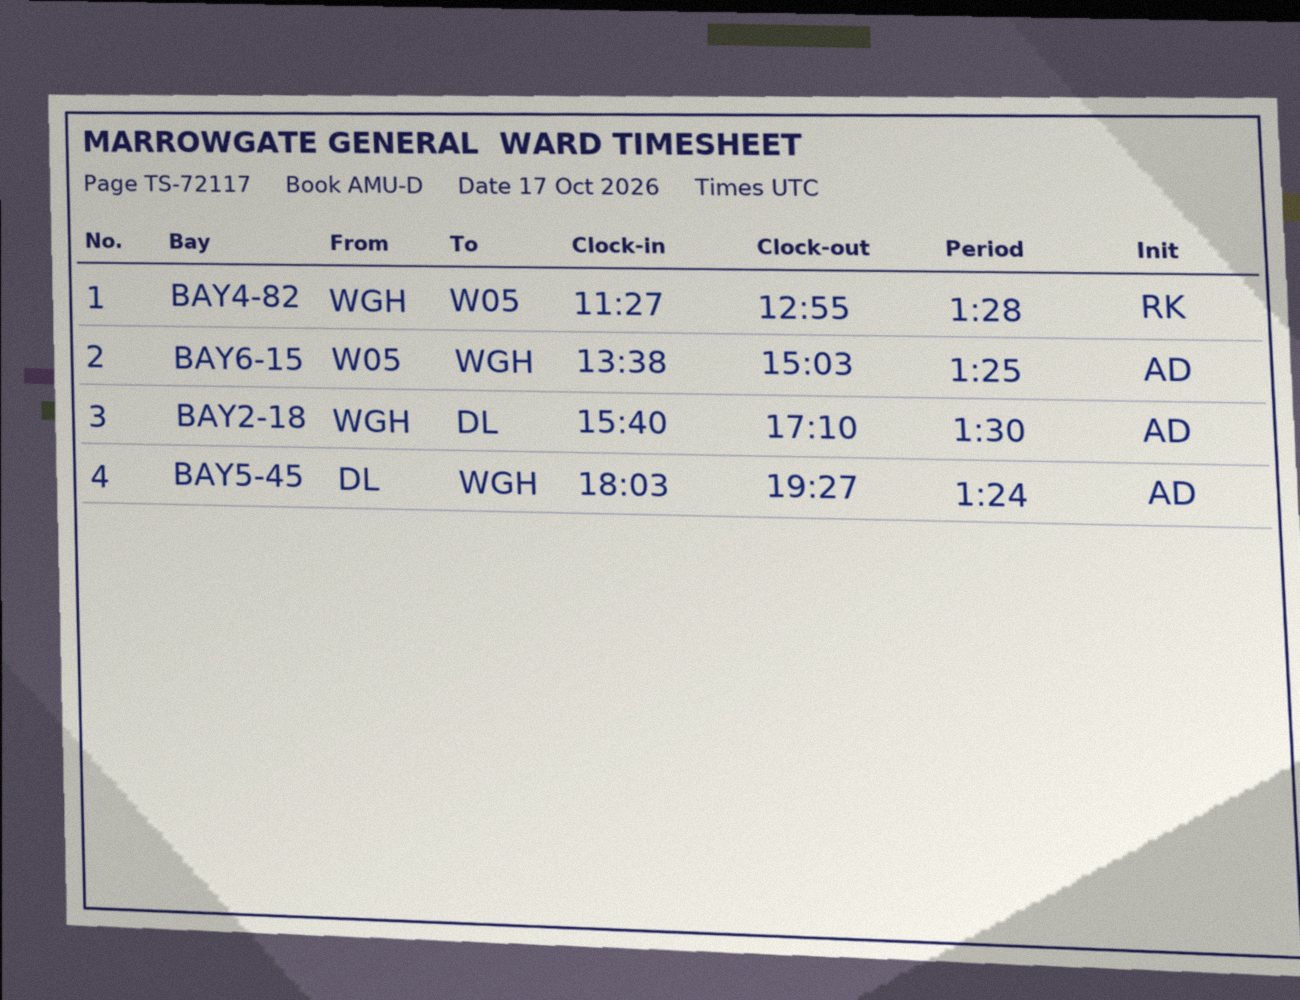 MARROWGATE GENERAL WARD TIMESHEET
Page TS-72117 Book AMU-D Date 17 Oct 2026 Times UTC
No. Bay From To Clock-in Clock-out Period Init
1 BAY4-82 WGH W05 11:27 12:55 1:28 RK
2 BAY6-15 W05 WGH 13:38 15:03 1:25 AD
3 BAY2-18 WGH DL 15:40 17:10 1:30 AD
4 BAY5-45 DL WGH 18:03 19:27 1:24 AD